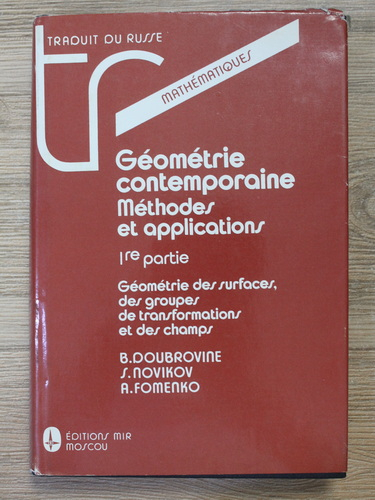 TRADUIT DU RUSSE
MATHÉMATIQUES
Géométrie
contemporaine
Méthodes
et applications
1re partie
Géométrie des surfaces,
des groupes
de transformations
et des champs
B.DOUBROVINE
S.NOVIKOV
A.FOMENKO
ÉDITIONS MIR
MOSCOU